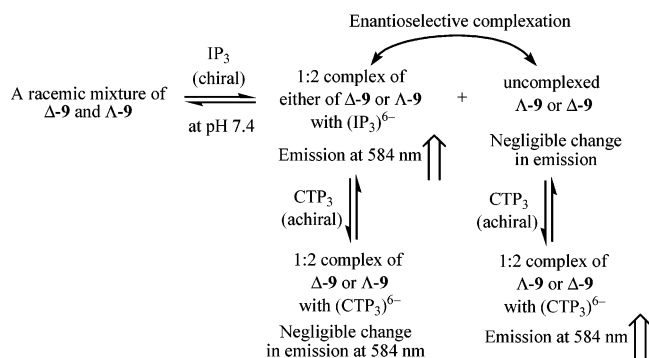 Enantioselective complexation
IP3
(chiral)
A racemic mixture of
Δ-9 and Λ-9
at pH 7.4
1:2 complex of
either of Δ-9 or Λ-9
with (IP3)6–
+
uncomplexed
Λ-9 or Δ-9
Emission at 584 nm
Negligible change
in emission
CTP3
(achiral)
CTP3
(achiral)
1:2 complex of
Δ-9 or Λ-9
with (CTP3)6–
1:2 complex of
Λ-9 or Δ-9
with (CTP3)6–
Negligible change
in emission at 584 nm
Emission at 584 nm